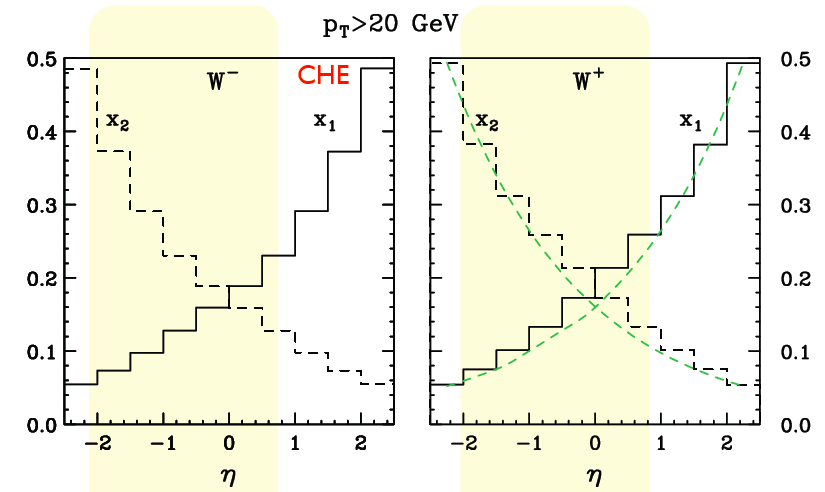 p_T>20 GeV
0.5 W⁻ CHE W⁺ 0.5
x₂ x₁ x₂ x₁
0.4 0.4
0.3 0.3
0.2 0.2
0.1 0.1
0.0 0.0
−2 −1 0 1 2 −2 −1 0 1 2
η η